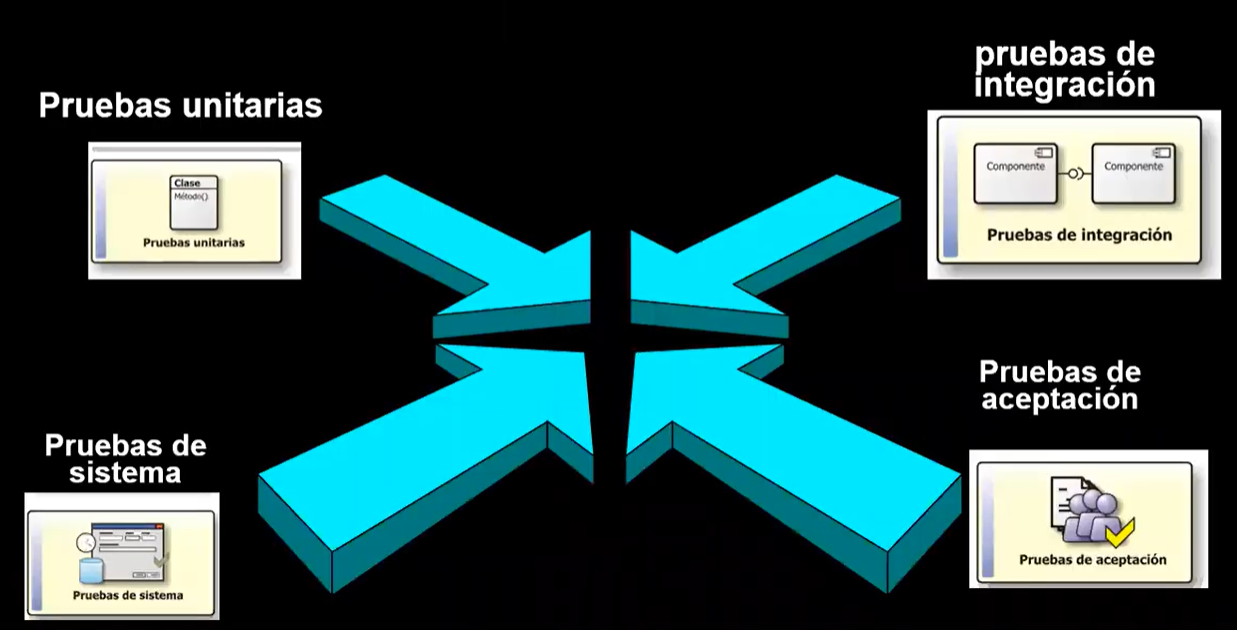 Pruebas unitarias
Clase
Método()
Pruebas unitarias
pruebas de
integración
Componente
Componente
Pruebas de integración
Pruebas de
sistema
Pruebas de sistema
Pruebas de
aceptación
Pruebas de aceptación